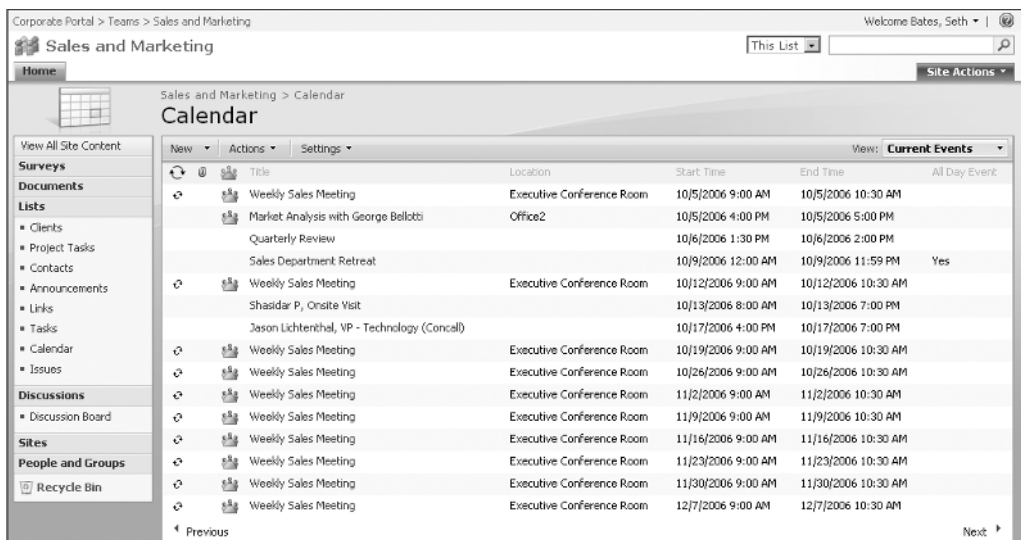 Corporate Portal > Teams > Sales and Marketing
Welcome Bates, Seth
Sales and Marketing
This List
Home
Site Actions
Sales and Marketing > Calendar
Calendar
View All Site Content
Surveys
Documents
Lists
Clients
Project Tasks
Contacts
Announcements
Links
Tasks
Calendar
Issues
Discussions
Discussion Board
Sites
People and Groups
Recycle Bin
New Actions Settings View: Current Events
Title Location Start Time End Time All Day Event
Weekly Sales Meeting Executive Conference Room 10/5/2006 9:00 AM 10/5/2006 10:30 AM
Market Analysis with George Bellotti Office2 10/5/2006 4:00 PM 10/5/2006 5:00 PM
Quarterly Review 10/6/2006 1:30 PM 10/6/2006 2:00 PM
Sales Department Retreat 10/9/2006 12:00 AM 10/9/2006 11:59 PM Yes
Weekly Sales Meeting Executive Conference Room 10/12/2006 9:00 AM 10/12/2006 10:30 AM
Shasidar P, Onsite Visit 10/13/2006 8:00 AM 10/13/2006 7:00 PM
Jason Lichtenthal, VP - Technology (Concall) 10/17/2006 4:00 PM 10/17/2006 7:00 PM
Weekly Sales Meeting Executive Conference Room 10/19/2006 9:00 AM 10/19/2006 10:30 AM
Weekly Sales Meeting Executive Conference Room 10/26/2006 9:00 AM 10/26/2006 10:30 AM
Weekly Sales Meeting Executive Conference Room 11/2/2006 9:00 AM 11/2/2006 10:30 AM
Weekly Sales Meeting Executive Conference Room 11/9/2006 9:00 AM 11/9/2006 10:30 AM
Weekly Sales Meeting Executive Conference Room 11/16/2006 9:00 AM 11/16/2006 10:30 AM
Weekly Sales Meeting Executive Conference Room 11/23/2006 9:00 AM 11/23/2006 10:30 AM
Weekly Sales Meeting Executive Conference Room 11/30/2006 9:00 AM 11/30/2006 10:30 AM
Weekly Sales Meeting Executive Conference Room 12/7/2006 9:00 AM 12/7/2006 10:30 AM
Previous Next